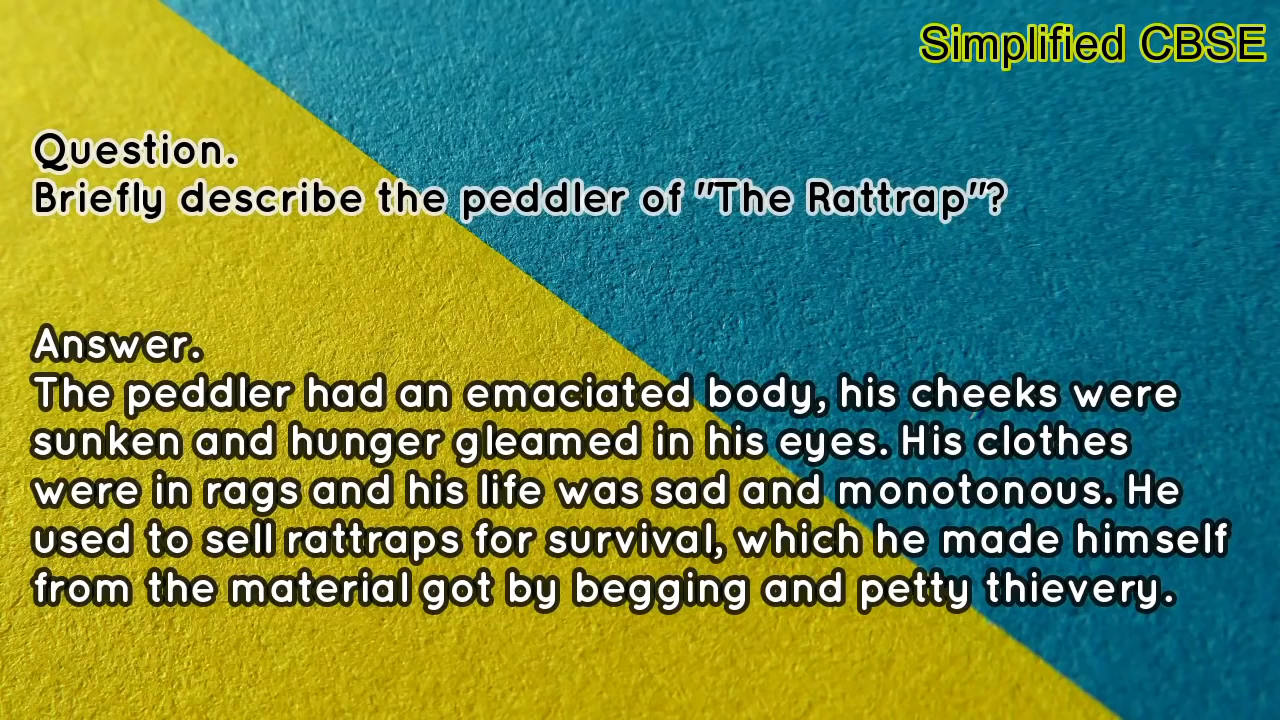 Simplified CBSE
Question.
Briefly describe the peddler of "The Rattrap"?
Answer.
The peddler had an emaciated body, his cheeks were
sunken and hunger gleamed in his eyes. His clothes
were in rags and his life was sad and monotonous. He
used to sell rattraps for survival, which he made himself
from the material got by begging and petty thievery.